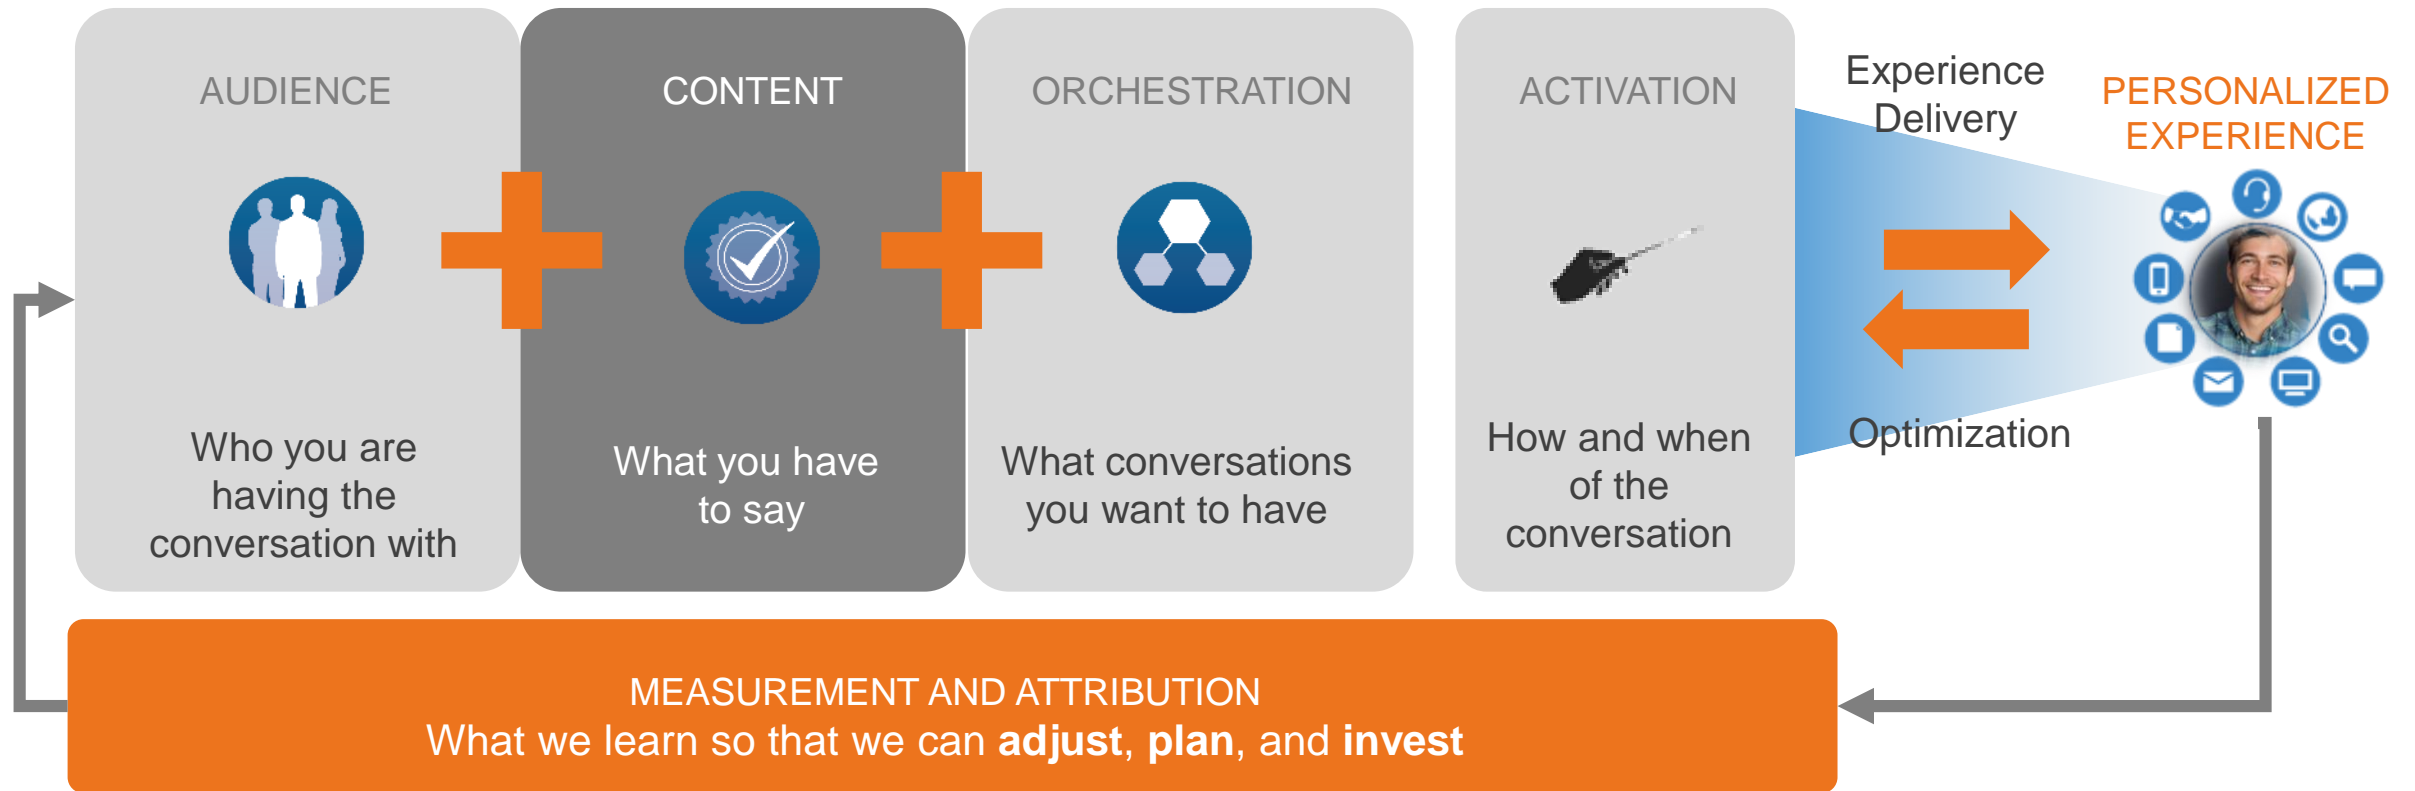 AUDIENCE
Who you are
having the
conversation with
CONTENT
What you have
to say
ORCHESTRATION
What conversations
you want to have
ACTIVATION
How and when
of the
conversation
Experience
Delivery
Optimization
PERSONALIZED
EXPERIENCE
MEASUREMENT AND ATTRIBUTION
What we learn so that we can adjust, plan, and invest